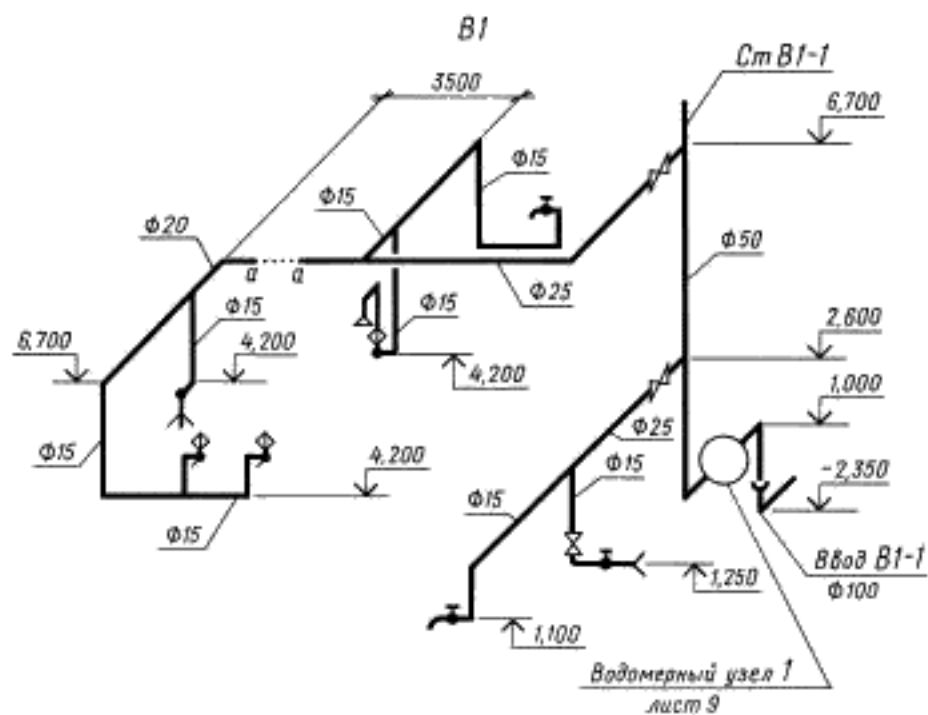 В1
Ст В1-1
3500
6,700
Ф15
Ф15
Ф20
Ф50
а
а
Ф25
Ф15
Ф15
2,600
6,700
4,200
4,200
1,000
Ф25
Ф15
4,200
Ф15
-2,350
Ф15
Ф15
Ввод В1-1
Ф100
1,250
1,100
Водомерный узел 1
лист 9